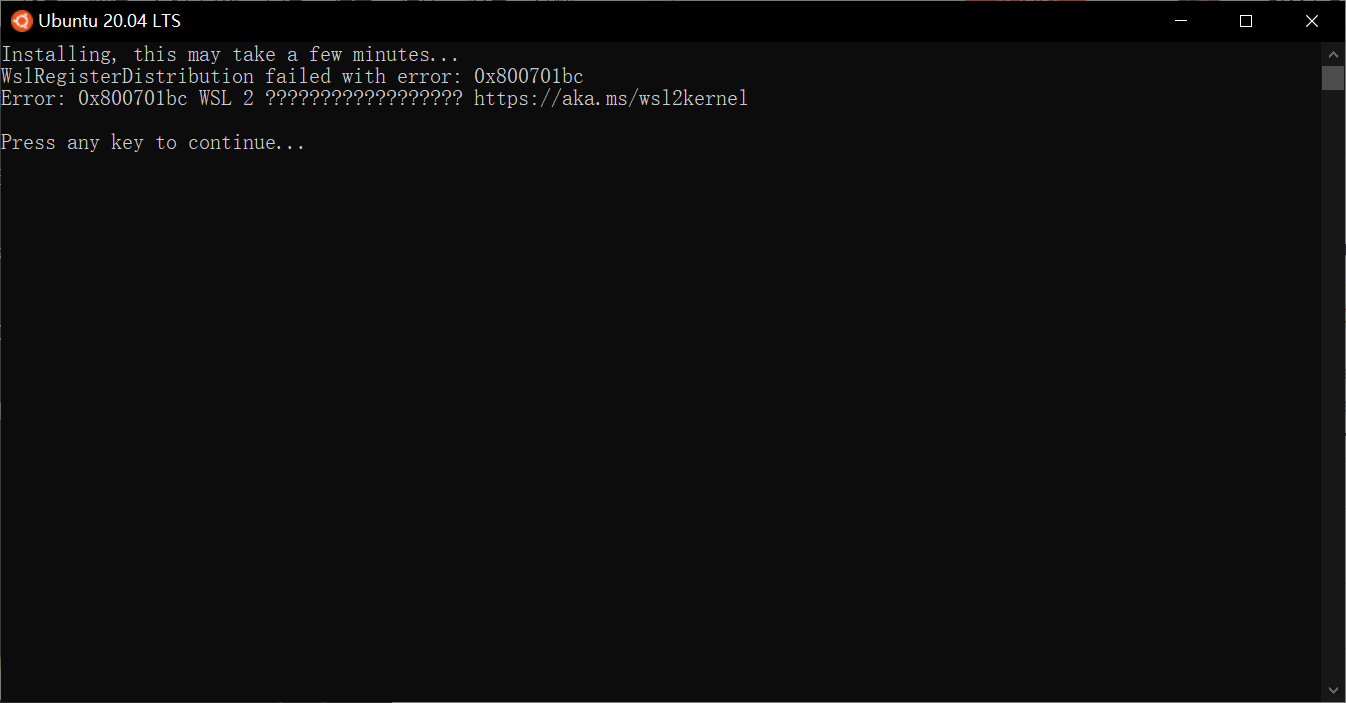 Ubuntu 20.04 LTS
Installing, this may take a few minutes...
WslRegisterDistribution failed with error: 0x800701bc
Error: 0x800701bc WSL 2 ?????????????????? https://aka.ms/wsl2kernel
Press any key to continue...